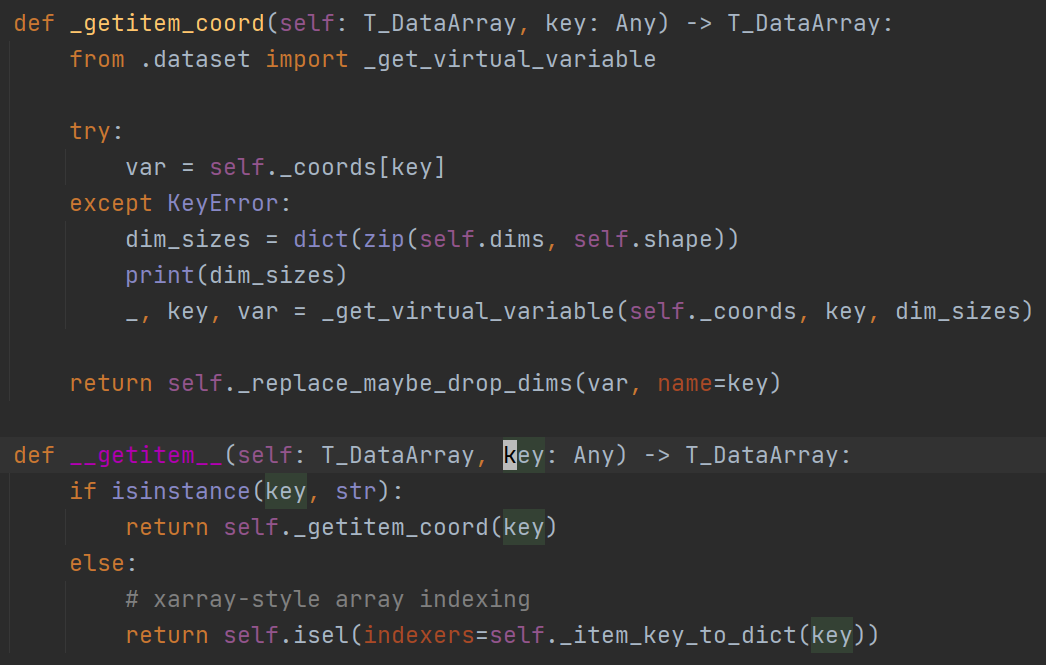 def _getitem_coord(self: T_DataArray, key: Any) -> T_DataArray:
    from .dataset import _get_virtual_variable

    try:
        var = self._coords[key]
    except KeyError:
        dim_sizes = dict(zip(self.dims, self.shape))
        print(dim_sizes)
        _, key, var = _get_virtual_variable(self._coords, key, dim_sizes)

    return self._replace_maybe_drop_dims(var, name=key)

def __getitem__(self: T_DataArray, key: Any) -> T_DataArray:
    if isinstance(key, str):
        return self._getitem_coord(key)
    else:
        # xarray-style array indexing
        return self.isel(indexers=self._item_key_to_dict(key))